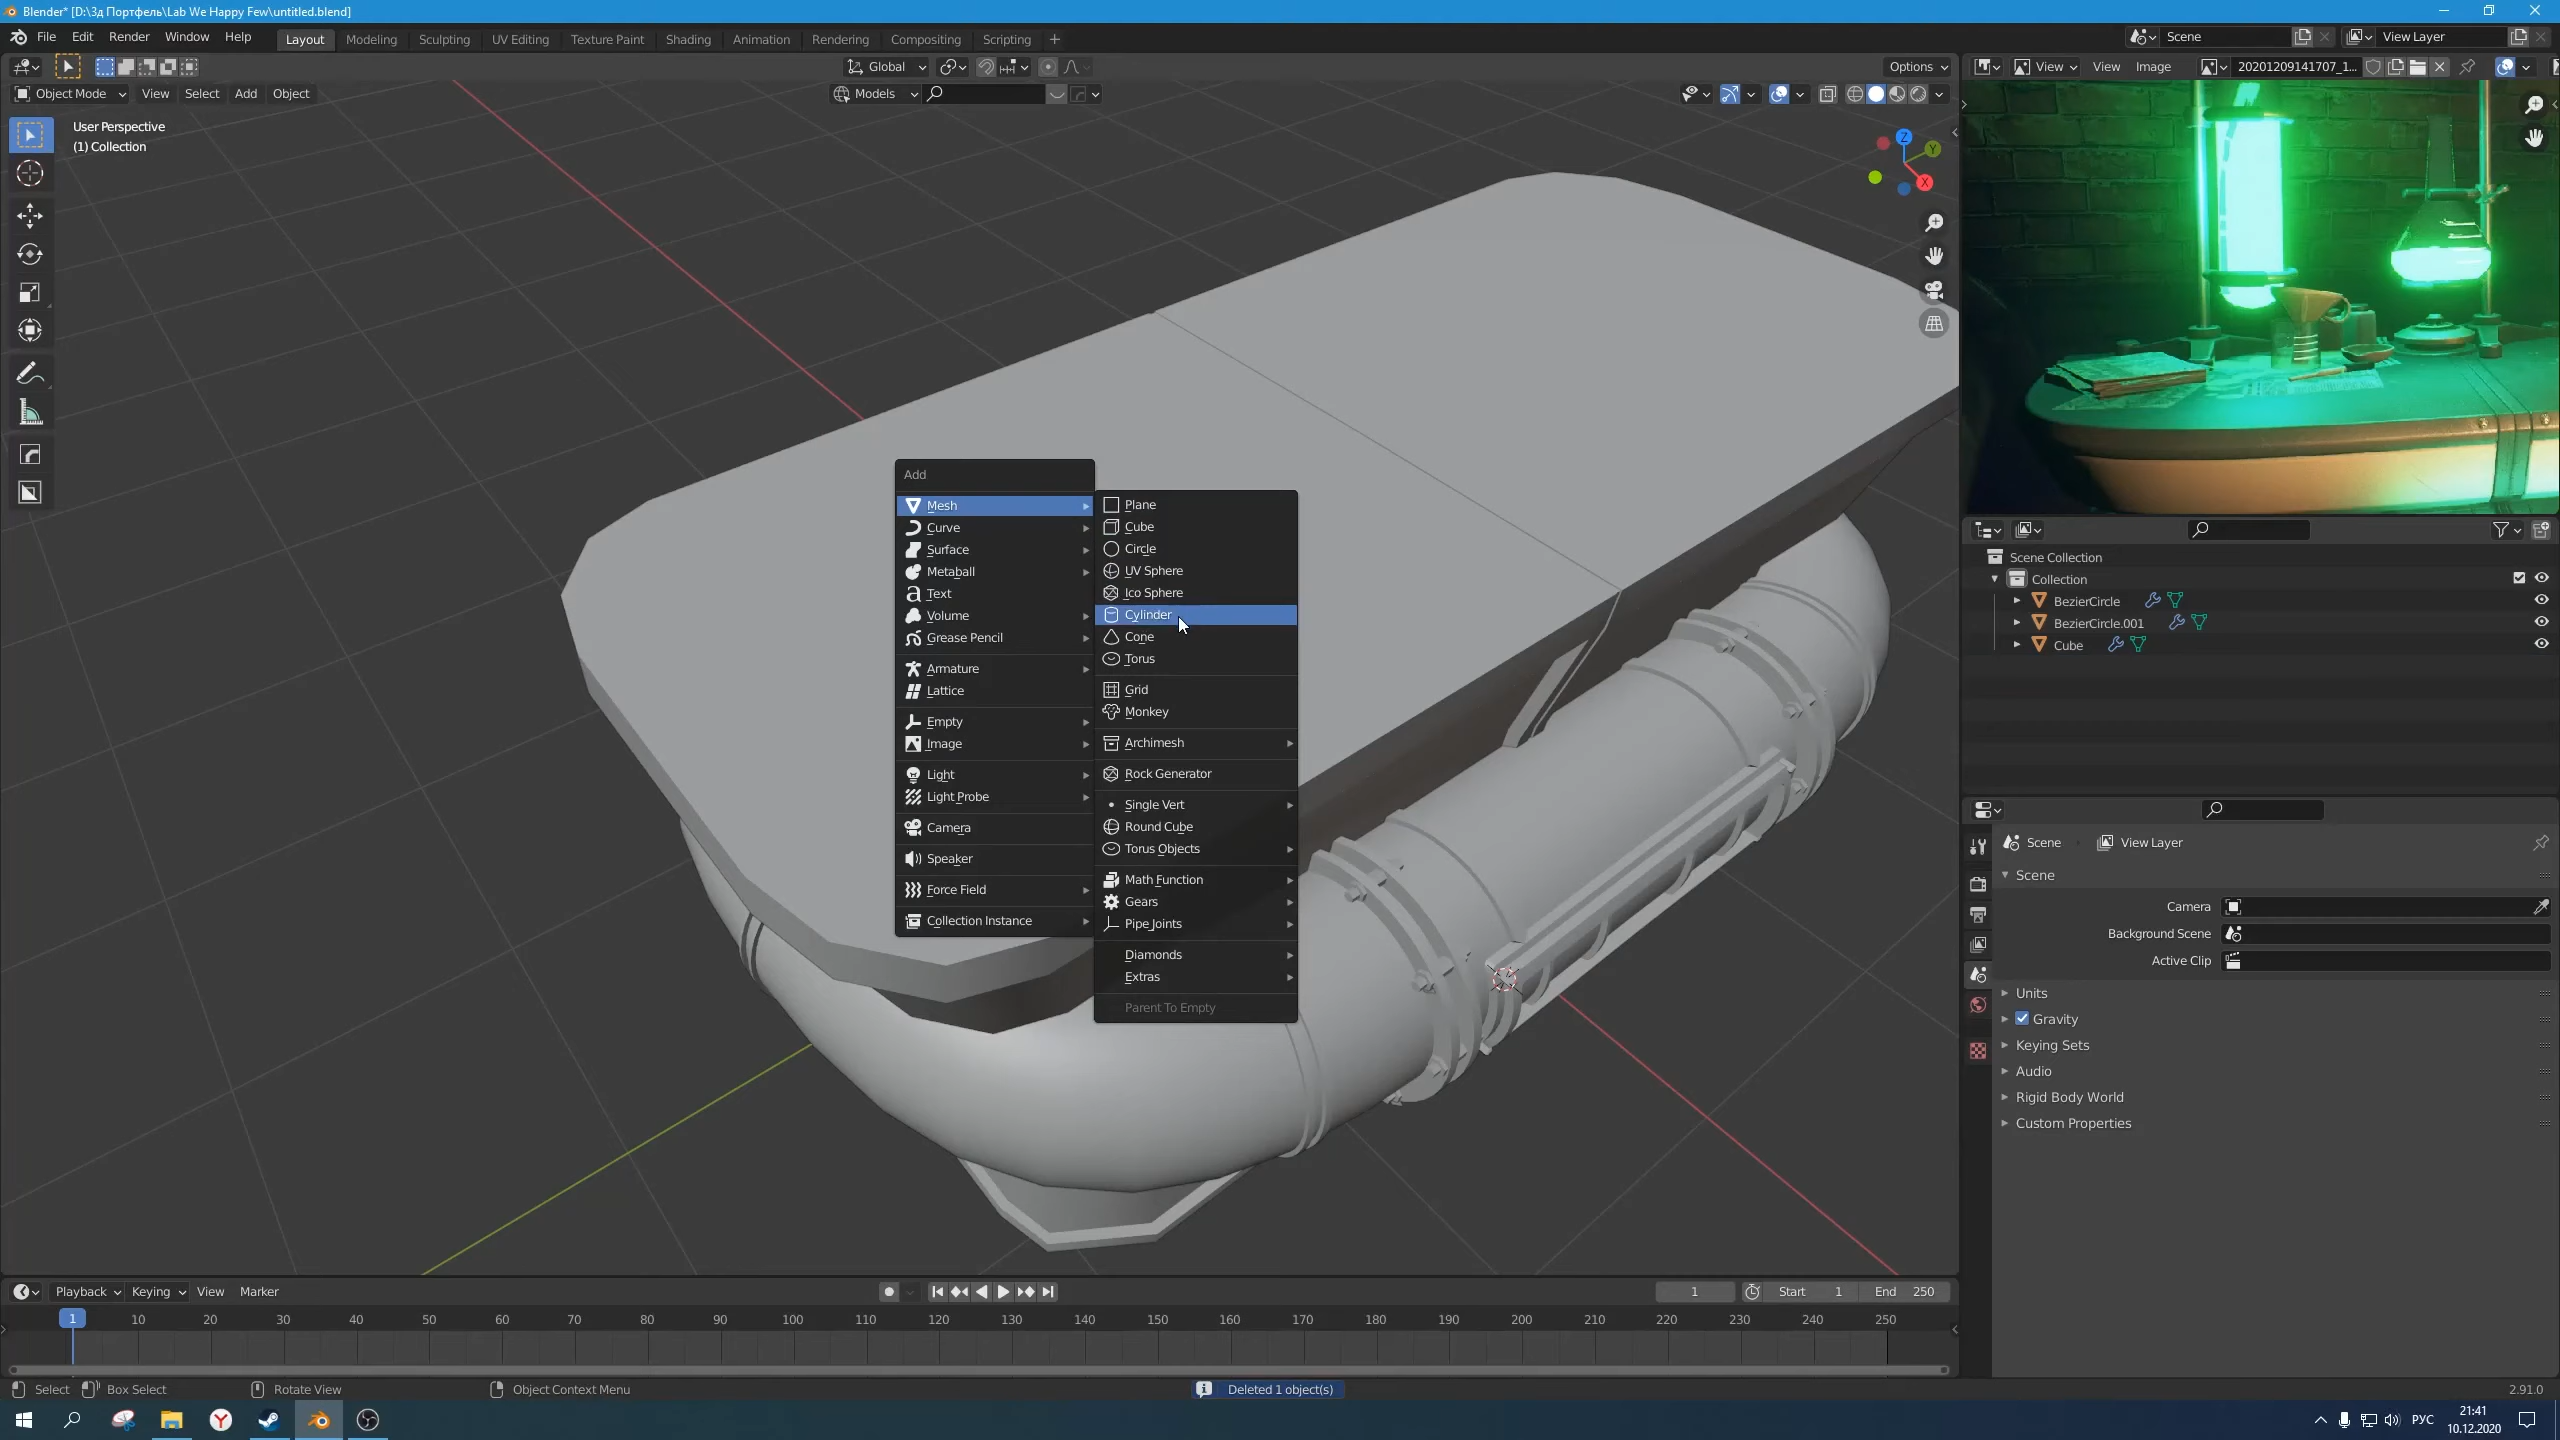 Blender* [D:\3д Портфель\Lab We Happy Few\untitled.blend]
File Edit Render Window Help Layout Modeling Sculpting UV Editing Texture Paint Shading Animation Rendering Compositing Scripting
Scene View Layer
Global Options
View View Image 20201209141707_1...
Object Mode View Select Add Object Models
User Perspective
(1) Collection
Z
Y
X
Add
Mesh
Curve
Surface
Metaball
Text
Volume
Grease Pencil
Armature
Lattice
Empty
Image
Light
Light Probe
Camera
Speaker
Force Field
Collection Instance
Plane
Cube
Circle
UV Sphere
Ico Sphere
Cylinder
Cone
Torus
Grid
Monkey
Archimesh
Rock Generator
Single Vert
Round Cube
Torus Objects
Math Function
Gears
Pipe Joints
Diamonds
Extras
Parent To Empty
Scene Collection
Collection
BezierCircle
BezierCircle.001
Cube
Scene View Layer
Scene
Camera
Background Scene
Active Clip
Units
Gravity
Keying Sets
Audio
Rigid Body World
Custom Properties
Playback Keying View Marker 1 Start 1 End 250
1 10 20 30 40 50 60 70 80 90 100 110 120 130 140 150 160 170 180 190 200 210 220 230 240 250
Select Box Select Rotate View Object Context Menu Deleted 1 object(s) 2.91.0
РУС
21:41
10.12.2020